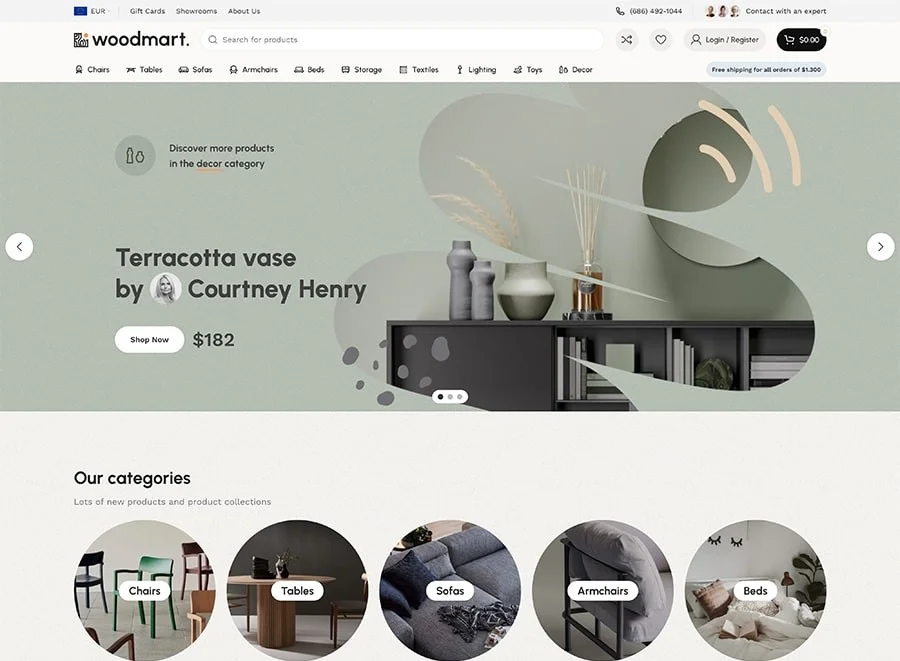 EUR
Gift Cards
Showrooms
About Us
(686) 492-1044
Contact with an expert
woodmart.
Search for products
Login / Register
$0.00
Chairs
Tables
Sofas
Armchairs
Beds
Storage
Textiles
Lighting
Toys
Decor
Free shipping for all orders of $1.300
Discover more products
in the decor category
Terracotta vase
by Courtney Henry
Shop Now
$182
Our categories
Lots of new products and product collections
Chairs
Tables
Sofas
Armchairs
Beds